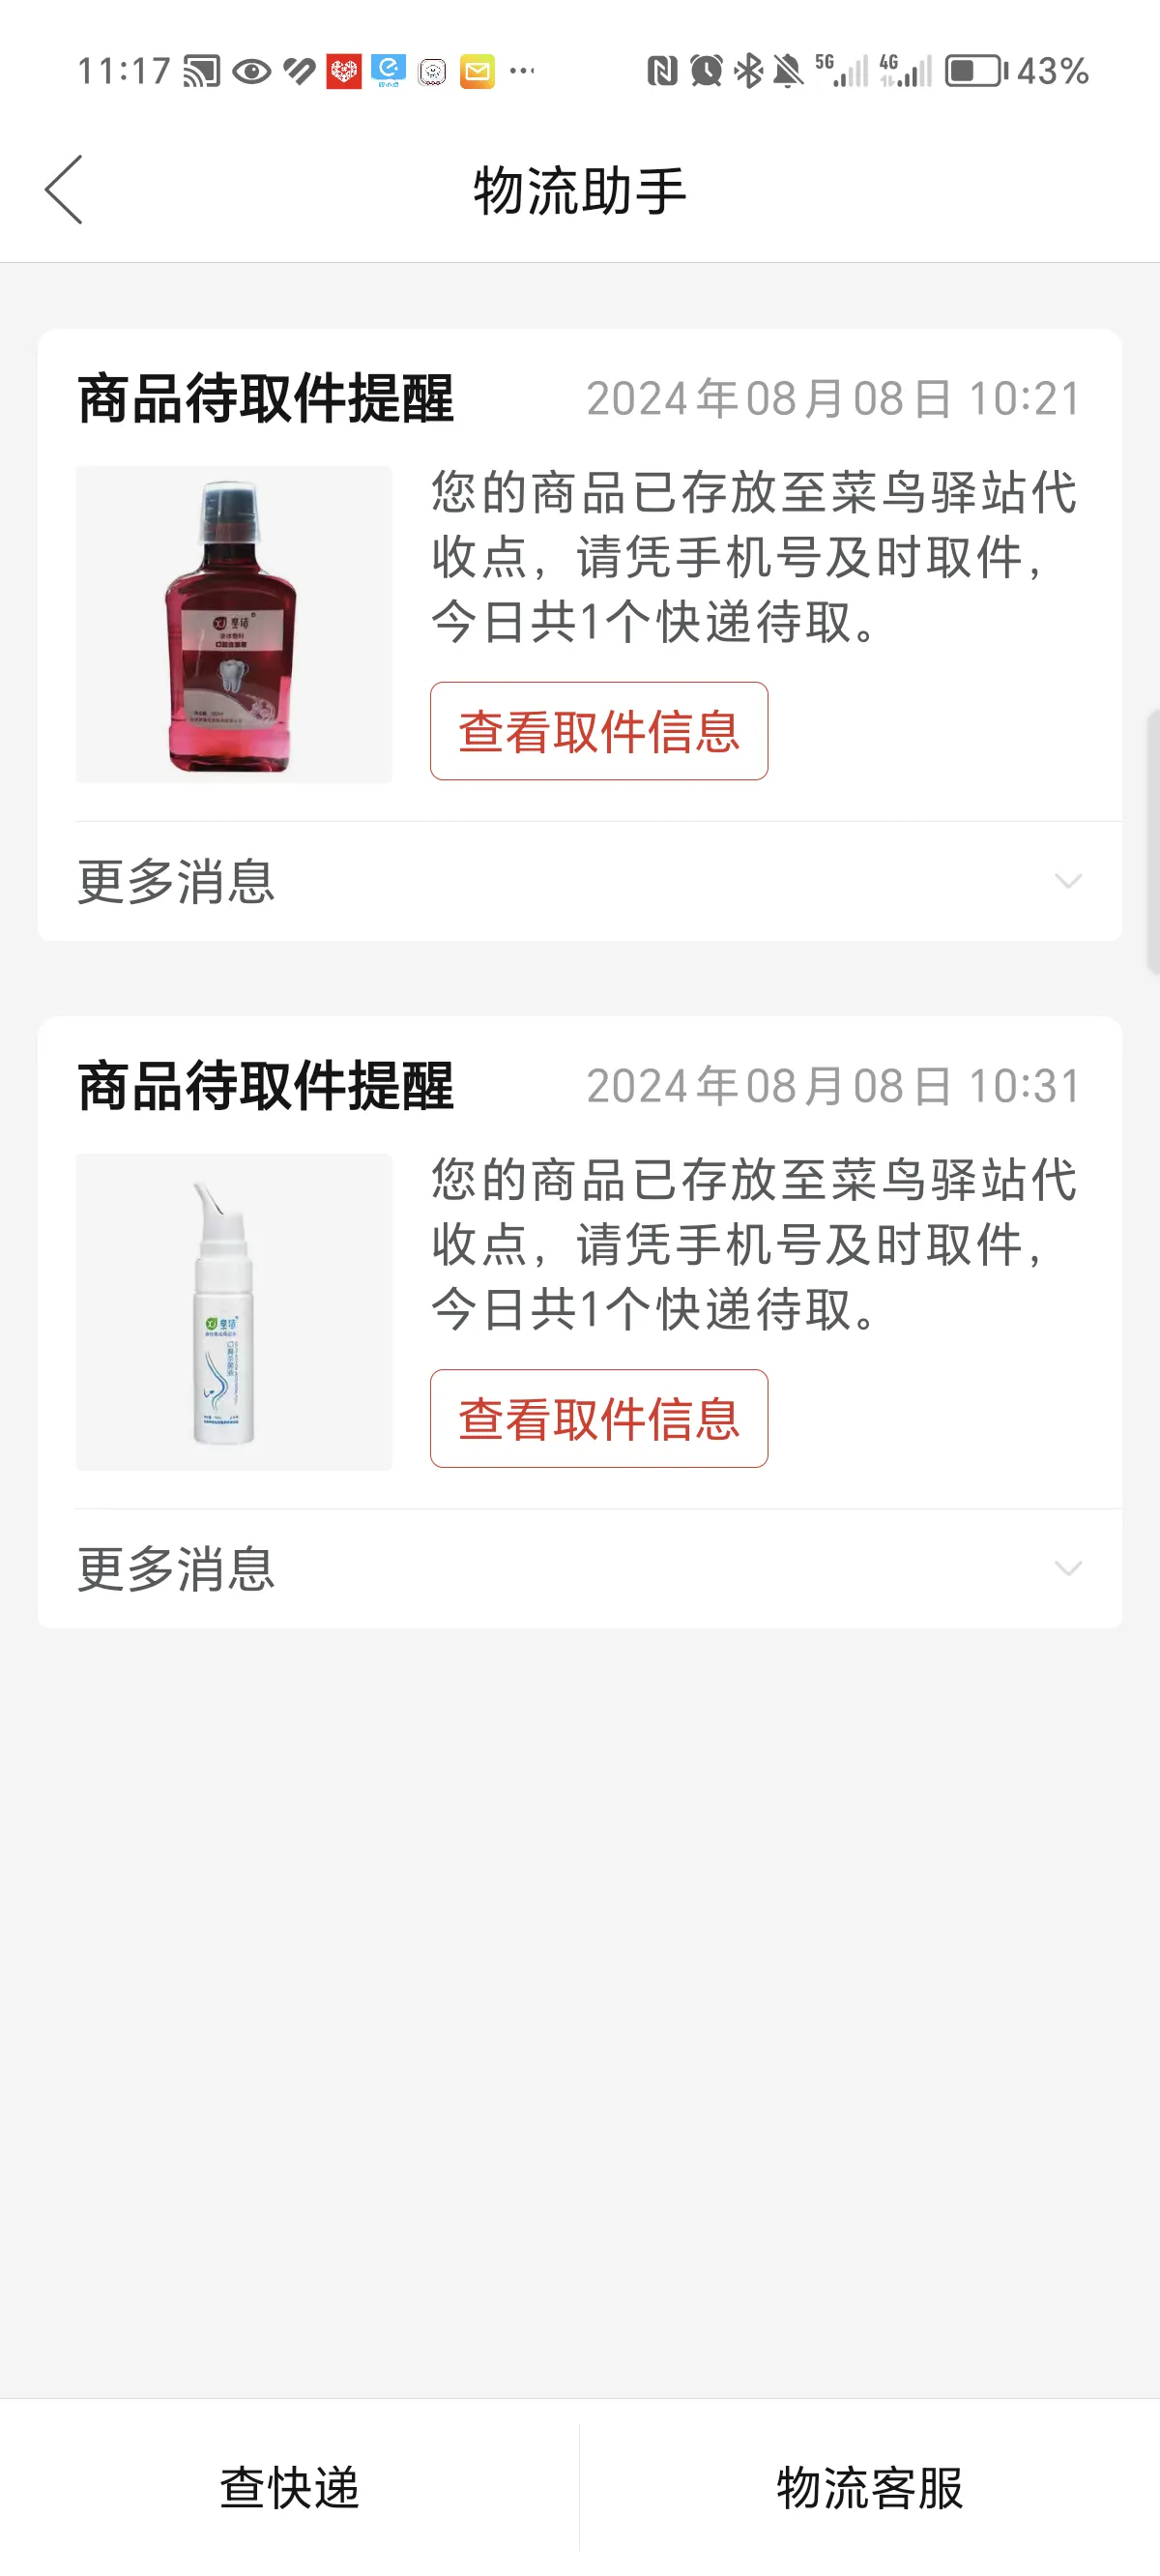 11:17
5G
4G
43%
物流助手
商品待取件提醒
2024年08月08日 10:21
您的商品已存放至菜鸟驿站代
收点，请凭手机号及时取件，
今日共1个快递待取。
查看取件信息
更多消息
商品待取件提醒
2024年08月08日 10:31
您的商品已存放至菜鸟驿站代
收点，请凭手机号及时取件，
今日共1个快递待取。
查看取件信息
更多消息
查快递
物流客服